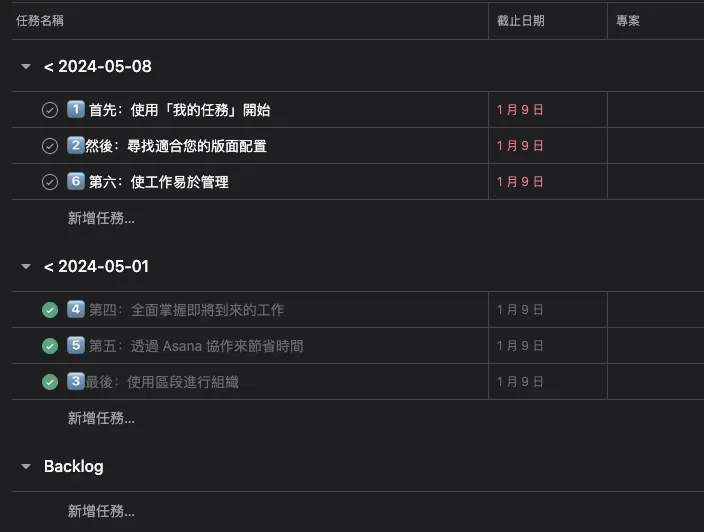 任務名稱 截止日期 專案
< 2024-05-08
1️⃣ 首先：使用「我的任務」開始 1 月 9 日
2️⃣然後：尋找適合您的版面配置 1 月 9 日
6️⃣ 第六：使工作易於管理 1 月 9 日
新增任務...
< 2024-05-01
4️⃣ 第四：全面掌握即將到來的工作 1 月 9 日
5️⃣ 第五：透過 Asana 協作來節省時間 1 月 9 日
3️⃣最後：使用區段進行組織 1 月 9 日
新增任務...
Backlog
新增任務...